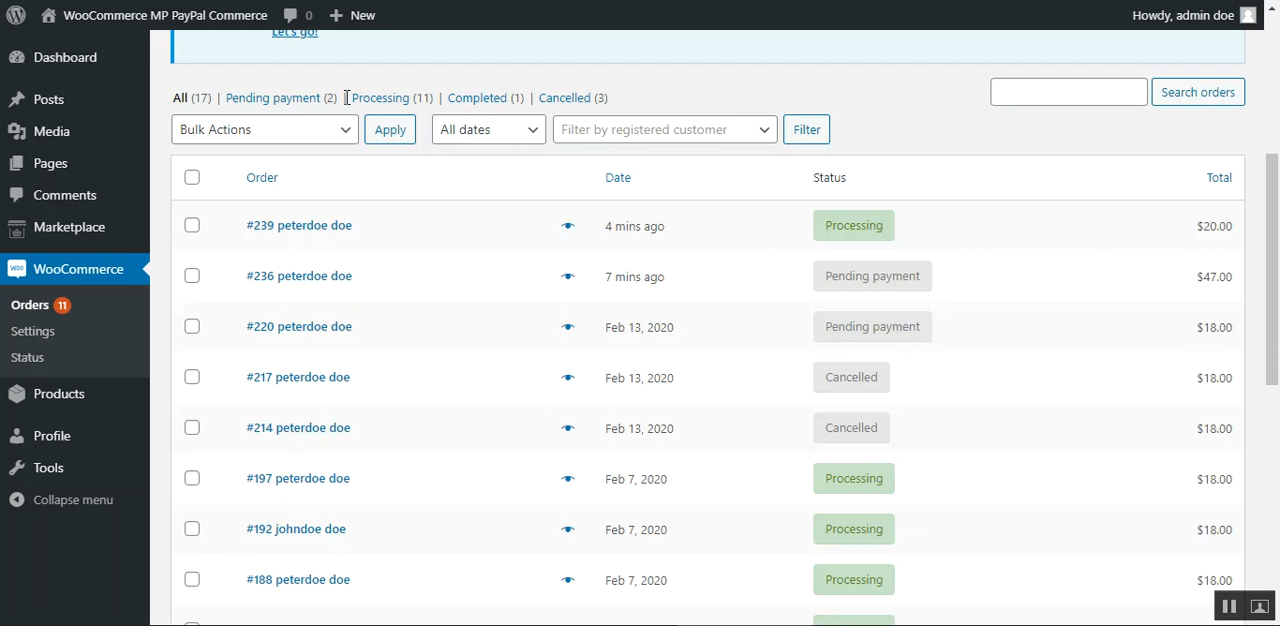 WooCommerce MP PayPal Commerce 0 New Howdy, admin doe
Let's go!
Dashboard
Posts
Media
Pages
Comments
Marketplace
WooCommerce
Orders 11
Settings
Status
Products
Profile
Tools
Collapse menu
All (17) | Pending payment (2) | Processing (11) | Completed (1) | Cancelled (3)
Search orders
Bulk Actions Apply All dates Filter by registered customer Filter
Order Date Status Total
#239 peterdoe doe 4 mins ago Processing $20.00
#236 peterdoe doe 7 mins ago Pending payment $47.00
#220 peterdoe doe Feb 13, 2020 Pending payment $18.00
#217 peterdoe doe Feb 13, 2020 Cancelled $18.00
#214 peterdoe doe Feb 13, 2020 Cancelled $18.00
#197 peterdoe doe Feb 7, 2020 Processing $18.00
#192 johndoe doe Feb 7, 2020 Processing $18.00
#188 peterdoe doe Feb 7, 2020 Processing $18.00